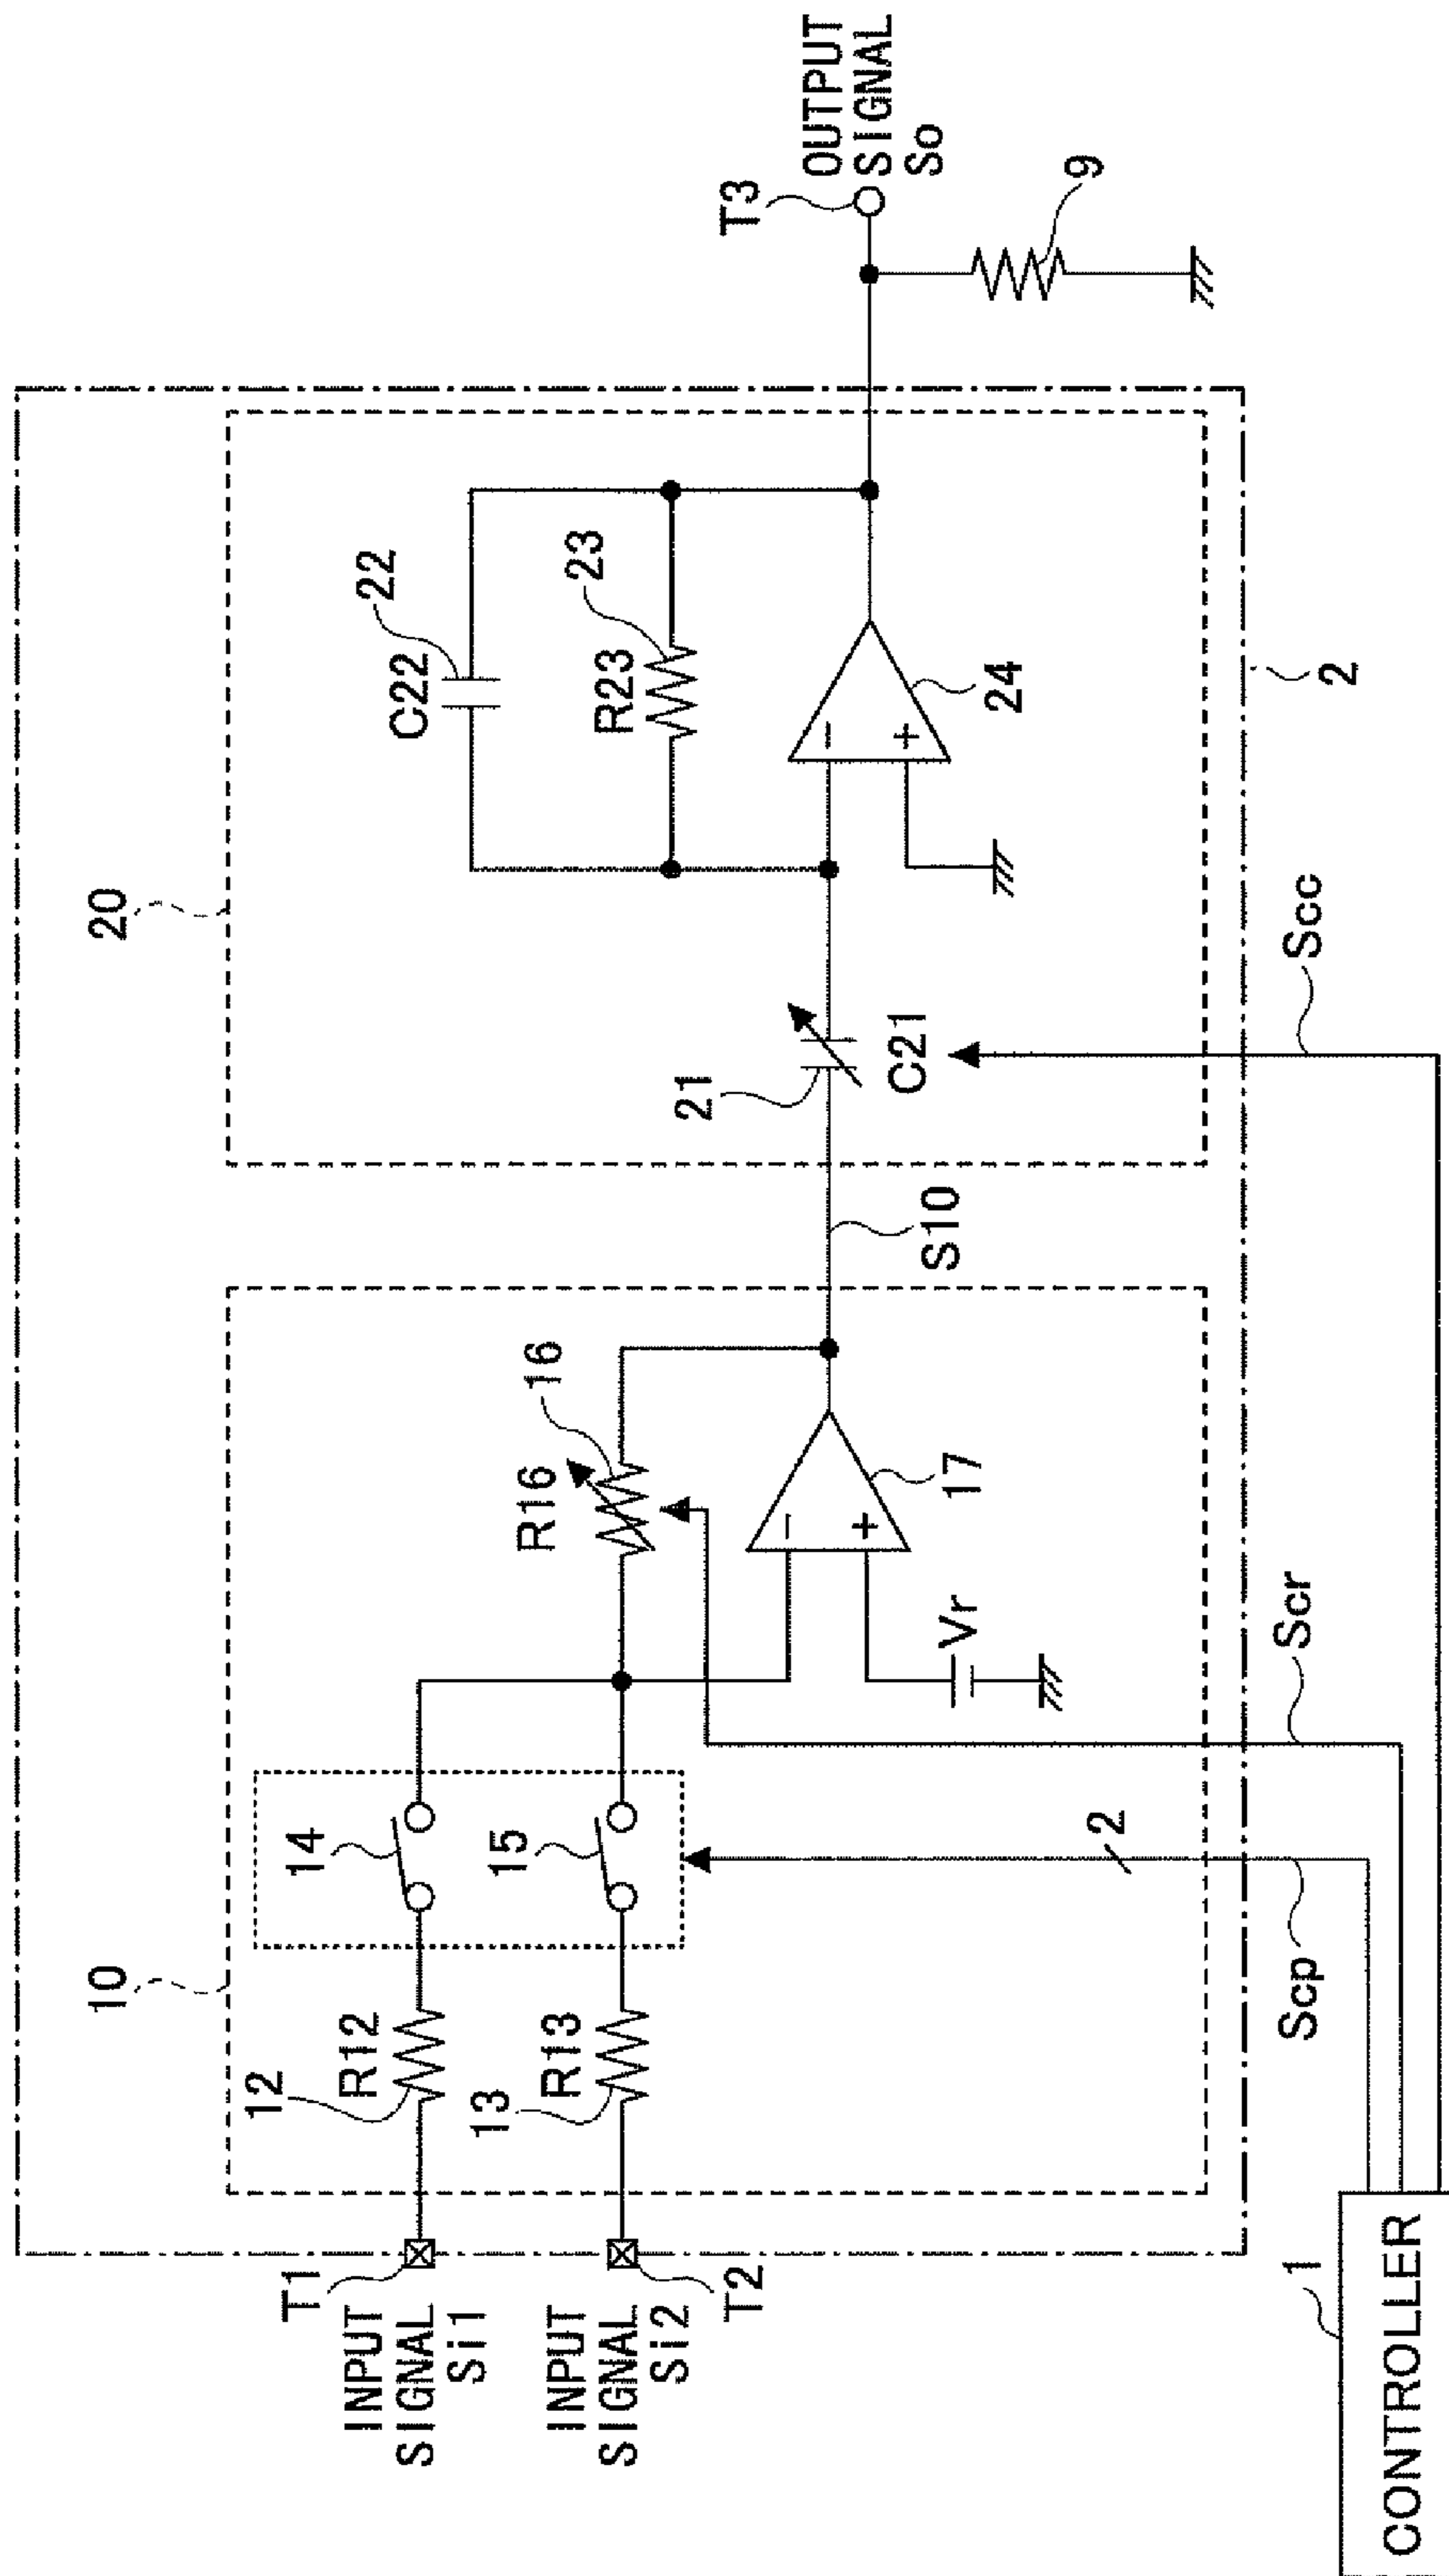 INPUT
SIGNAL
Si1
T1
INPUT
SIGNAL
Si2
T2
10
12
R12
13
R13
14
15
R16
16
17
Vr
S10
20
21
C21
C22
22
R23
23
24
T3
OUTPUT
SIGNAL
So
9
2
Scp
2
Scr
Scc
1
CONTROLLER